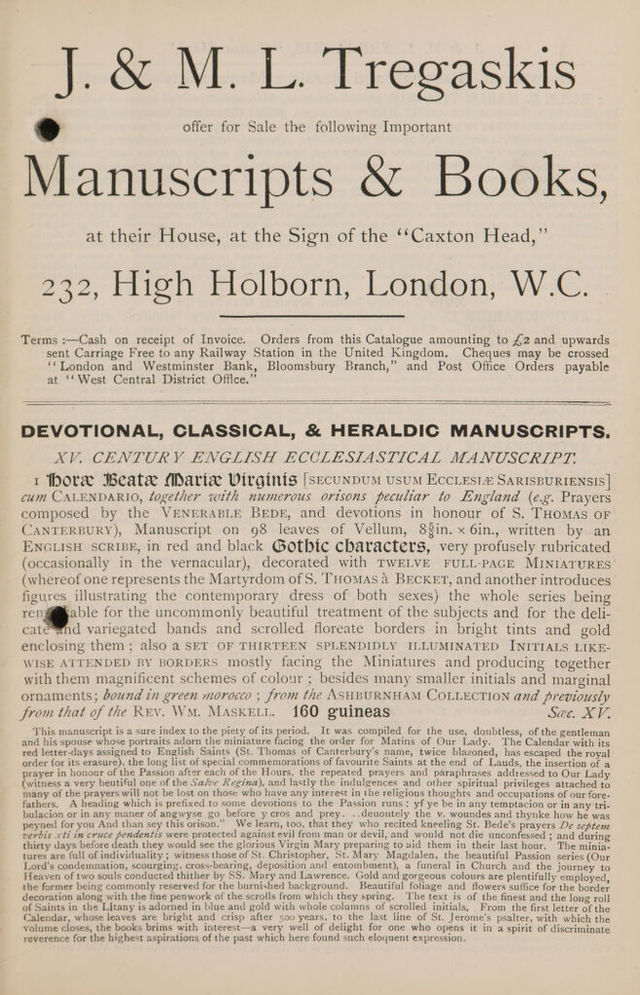 J. & M. L. Tregaskis
offer for Sale the following Important
Manuscripts & Books,
at their House, at the Sign of the “Caxton Head,”
232, High Holborn, London, W.C.
Terms :—Cash on receipt of Invoice. Orders from this Catalogue amounting to £2 and upwards
sent Carriage Free to any Railway Station in the United Kingdom. Cheques may be crossed
“London and Westminster Bank, Bloomsbury Branch,” and Post Office Orders payable
at “West Central District Office.”
DEVOTIONAL, CLASSICAL, & HERALDIC MANUSCRIPTS.
XV. CENTURY ENGLISH ECCLESIASTICAL MANUSCRIPT.
1 Horæ Beatæ Mariæ Virginis [SECUNDUM USUM ECCLESIÆ SARISBURIENSIS]
cum CALENDARIO, together with numerous orisons peculiar to England (e.g. Prayers
composed by the VENERABLE BEDE, and devotions in honour of S. THOMAS OF
CANTERBURY), Manuscript on 98 leaves of Vellum, 8⅜in. × 6in., written by an
ENGLISH SCRIBE, in red and black Gothic characters, very profusely rubricated
(occasionally in the vernacular), decorated with TWELVE FULL-PAGE MINIATURES
(whereof one represents the Martyrdom of S. THOMAS à BECKET, and another introduces
figures illustrating the contemporary dress of both sexes) the whole series being
rem able for the uncommonly beautiful treatment of the subjects and for the deli-
cate and variegated bands and scrolled floreate borders in bright tints and gold
enclosing them ; also a SET OF THIRTEEN SPLENDIDLY ILLUMINATED INITIALS LIKE-
WISE ATTENDED BY BORDERS mostly facing the Miniatures and producing together
with them magnificent schemes of colour ; besides many smaller initials and marginal
ornaments; bound in green morocco ; from the ASHBURNHAM COLLECTION and previously
from that of the REV. WM. MASKELL. 160 guineas Sæc. XV.
This manuscript is a sure index to the piety of its period. It was compiled for the use, doubtless, of the gentleman
and his spouse whose portraits adorn the miniature facing the order for Matins of Our Lady. The Calendar with its
red letter-days assigned to English Saints (St. Thomas of Canterbury's name, twice blazoned, has escaped the royal
order for its erasure). the long list of special commemorations of favourite Saints at the end of Lauds, the insertion of a
prayer in honour of the Passion after each of the Hours, the repeated prayers and paraphrases addressed to Our Lady
(witness a very beutiful one of the Salve Regina), and lastly the indulgences and other spiritual privileges attached to
many of the prayers will not be lost on those who have any interest in the religious thoughts and occupations of our fore-
fathers. A heading which is prefixed to some devotions to the Passion runs : yf ye be in any temptacion or in any tri-
bulacion or in any maner of angwyse go before y cros and prey. . .deuoutely the v. woundes and thynke how he was
peyned for you And than sey this orison.” We learn, too, that they who recited kneeling St. Bede's prayers De septem
verbis xti in cruce pendentis were protected against evil from man or devil, and would not die unconfessed ; and during
thirty days before death they would see the glorious Virgin Mary preparing to aid them in their last hour. The minia-
tures are full of individuality ; witness those of St. Christopher, St. Mary Magdalen, the beautiful Passion series (Our
Lord's condemnation, scourging, cross-bearing, deposition and entombment), a funeral in Church and the journey to
Heaven of two souls conducted thither by SS. Mary and Lawrence. Gold and gorgeous colours are plentifully employed,
the former being commonly reserved for the burnished background. Beautiful foliage and flowers suffice for the border
decoration along with the fine penwork of the scrolls from which they spring. The text is of the finest and the long roll
of Saints in the Litany is adorned in blue and gold with whole columns of scrolled initials, From the first letter of the
Calendar, whose leaves are bright and crisp after 500 years, to the last line of St. Jerome's psalter, with which the
volume closes, the books brims with interest—a very well of delight for one who opens it in a spirit of discriminate
reverence for the highest aspirations of the past which here found such eloquent expression.